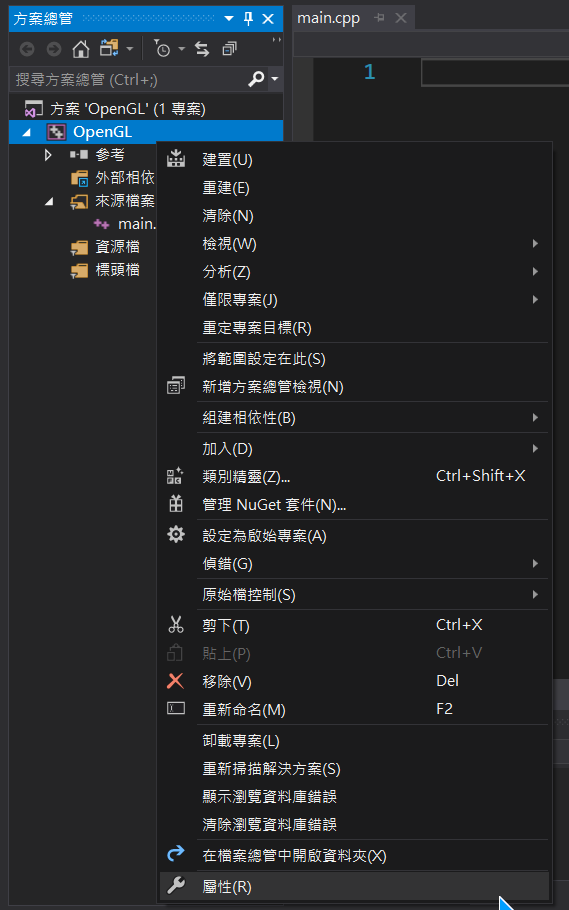 方案總管
main.cpp
搜尋方案總管 (Ctrl+;)
1
方案 'OpenGL' (1 專案)
OpenGL
參考
外部相依
來源檔案
main.
資源檔
標頭檔
建置(U)
重建(E)
清除(N)
檢視(W)
分析(Z)
僅限專案(J)
重定專案目標(R)
將範圍設定在此(S)
新增方案總管檢視(N)
組建相依性(B)
加入(D)
類別精靈(Z)... Ctrl+Shift+X
管理 NuGet 套件(N)...
設定為啟始專案(A)
偵錯(G)
原始檔控制(S)
剪下(T) Ctrl+X
貼上(P) Ctrl+V
移除(V) Del
重新命名(M) F2
卸載專案(L)
重新掃描解決方案(S)
顯示瀏覽資料庫錯誤
清除瀏覽資料庫錯誤
在檔案總管中開啟資料夾(X)
屬性(R)